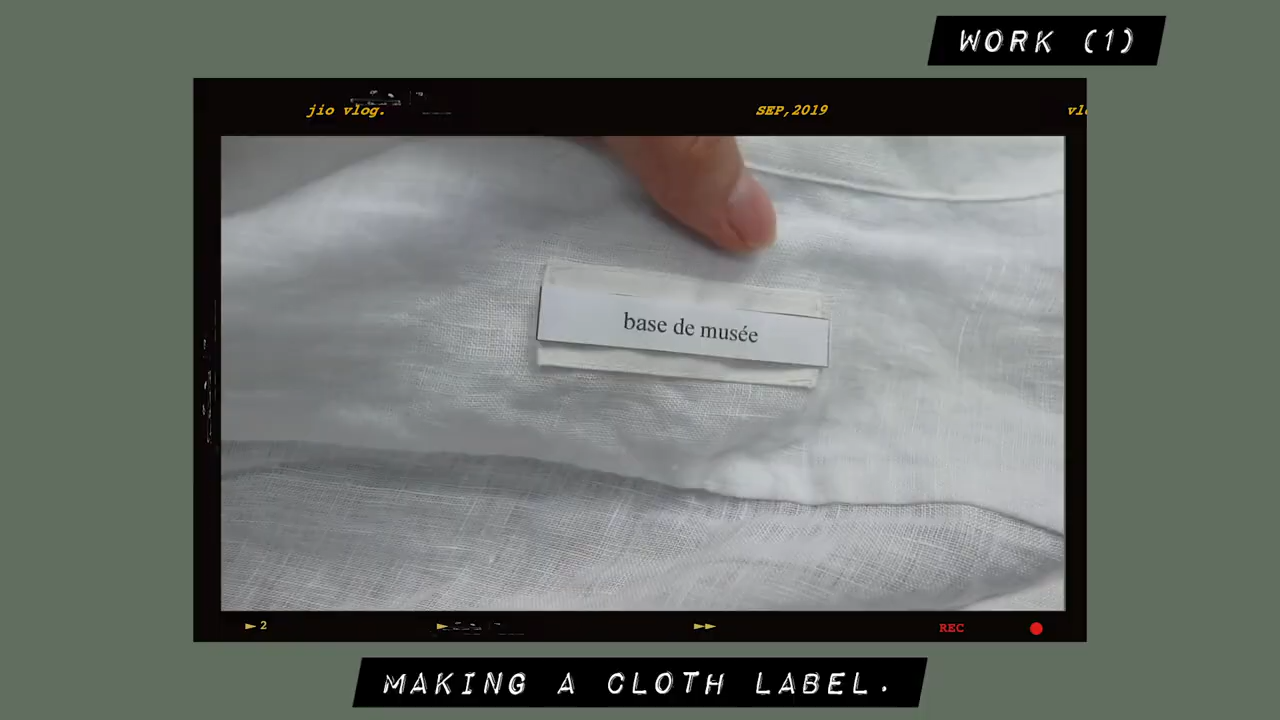 WORK (1)
jio vlog.
SEP,2019
base de musée
2
REC
MAKING A CLOTH LABEL.